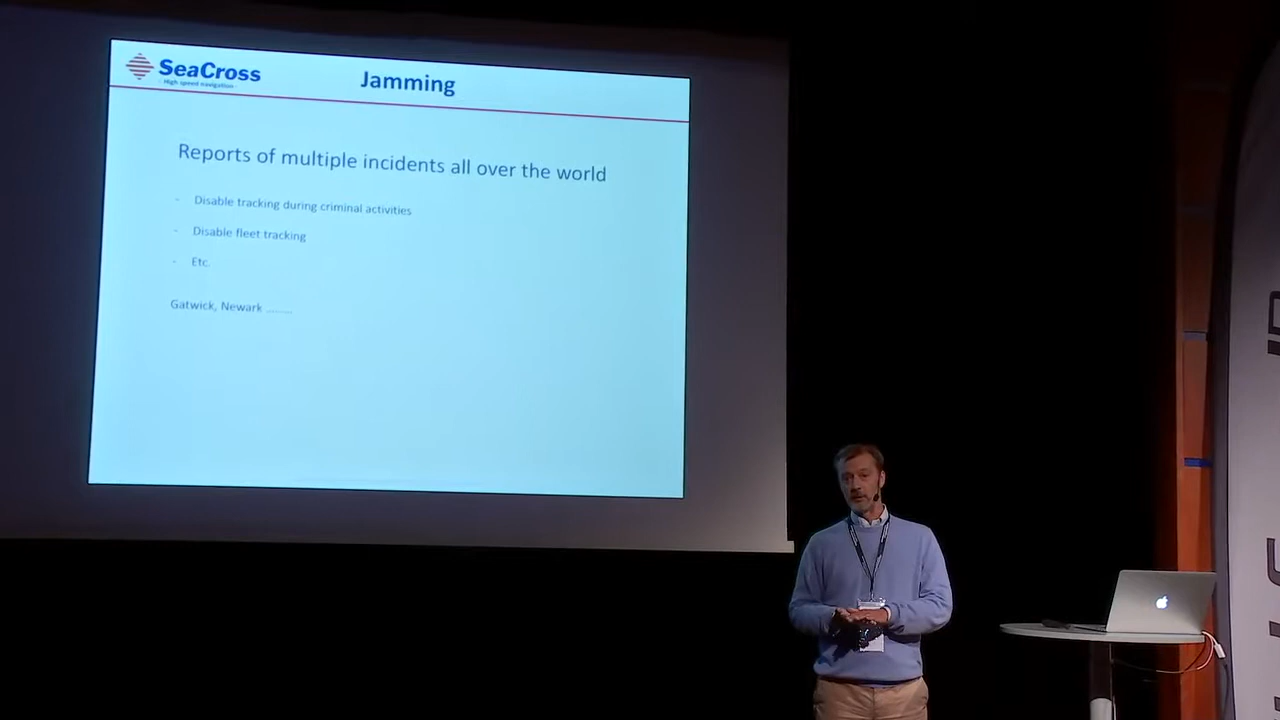 SeaCross
- High speed navigation -
Jamming
Reports of multiple incidents all over the world
- Disable tracking during criminal activities
- Disable fleet tracking
- Etc.
Gatwick, Newark ........